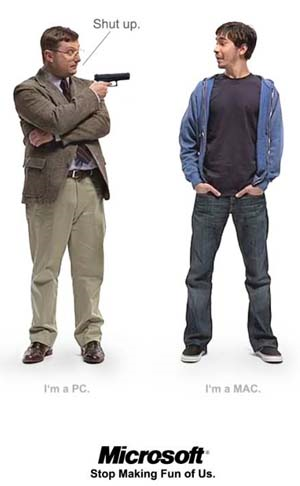 Shut up.
I'm a PC.
I'm a MAC.
Microsoft®
Stop Making Fun of Us.